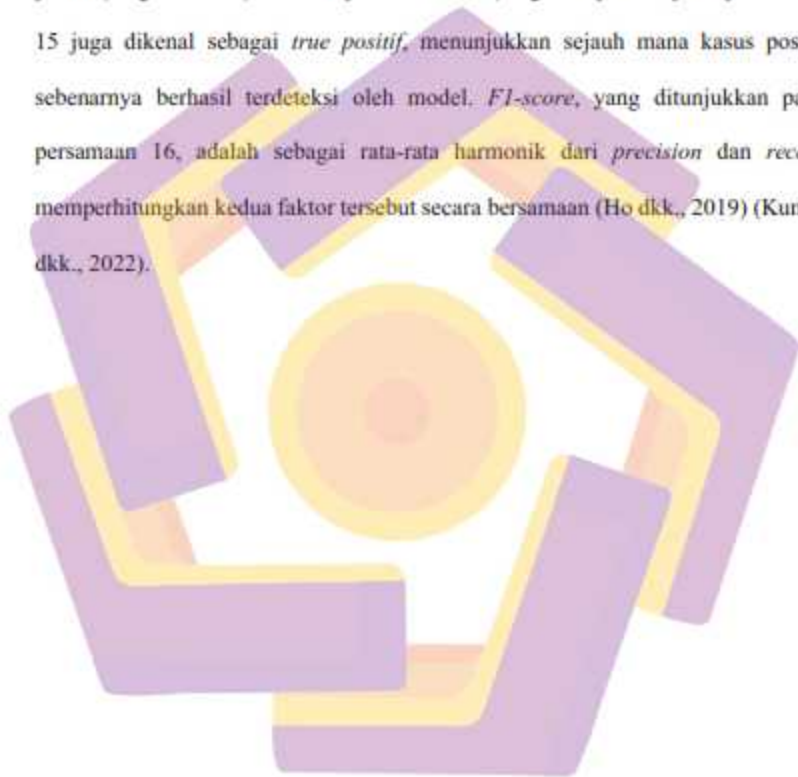 15 juga dikenal sebagai true positif, menunjukkan sejauh mana kasus pos
sebenarnya berhasil terdeteksi oleh model. F1-score, yang ditunjukkan pa
persamaan 16, adalah sebagai rata-rata harmonik dari precision dan rec
memperhitungkan kedua faktor tersebut secara bersamaan (Ho dkk., 2019) (Kun
dkk., 2022).